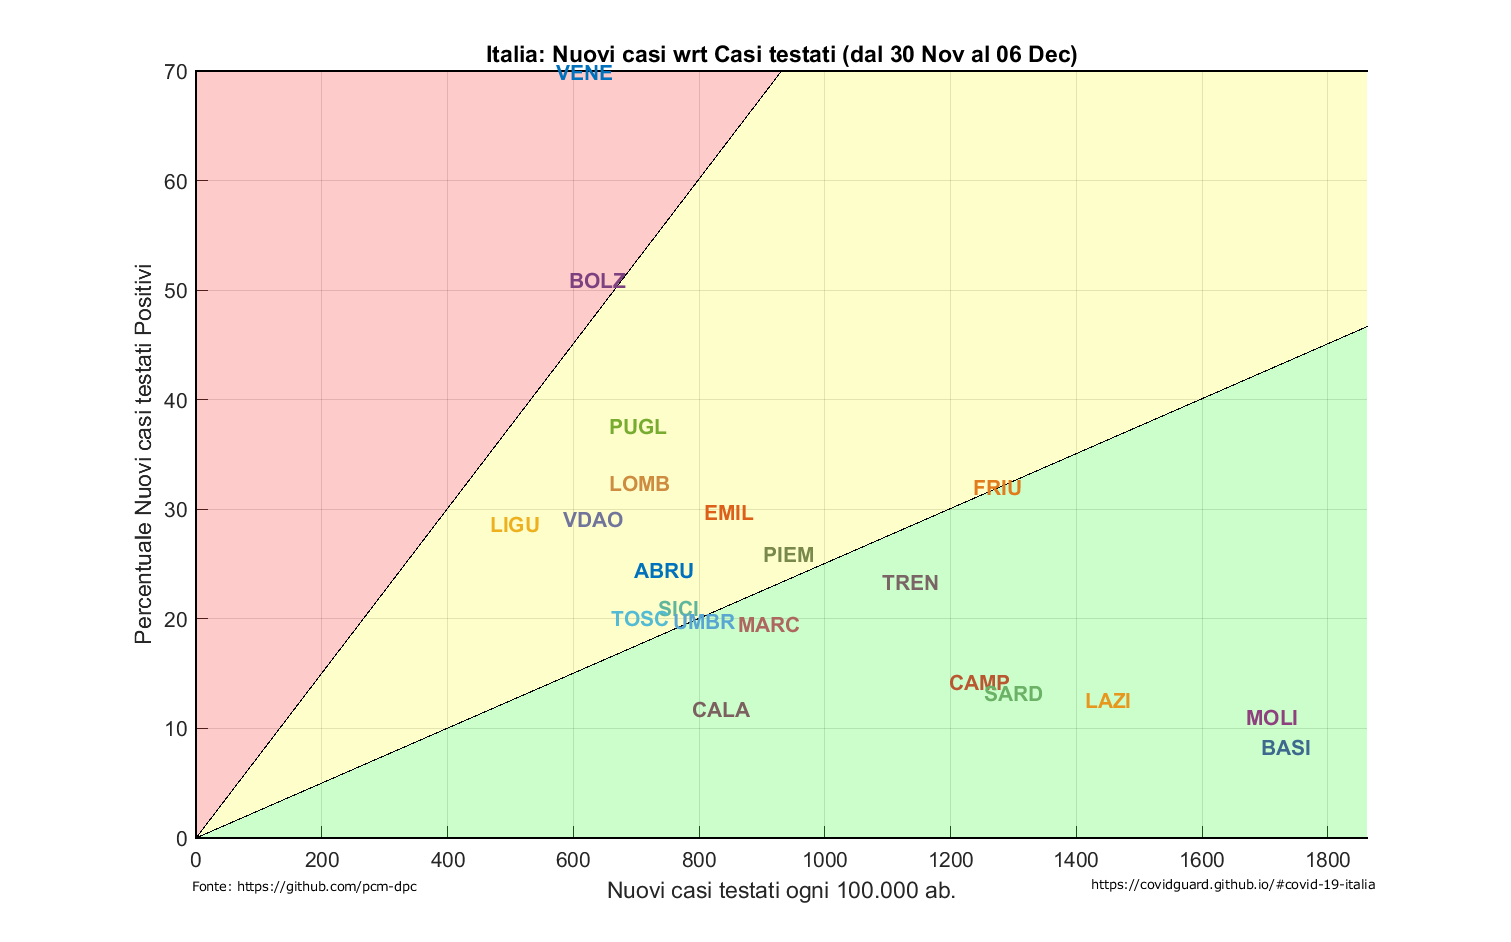 Italia: Nuovi casi wrt Casi testati (dal 30 Nov al 06 Dec)
70
VENE
60
BOLZ
50
Percentuale Nuovi casi testati Positivi
40
PUGL
LOMB
FRIU
30
EMIL
VDAO
LIGU
PIEM
TREN
ABRU
SICI
20
TOSC
UMBR
MARC
CAMP
SARD
LAZI
CALA
MOLI
10
BASI
0
0 200 400 600 800 1000 1200 1400 1600 1800
Fonte: https://github.com/pcm-dpc
Nuovi casi testati ogni 100.000 ab.
https://covidguard.github.io/#covid-19-italia